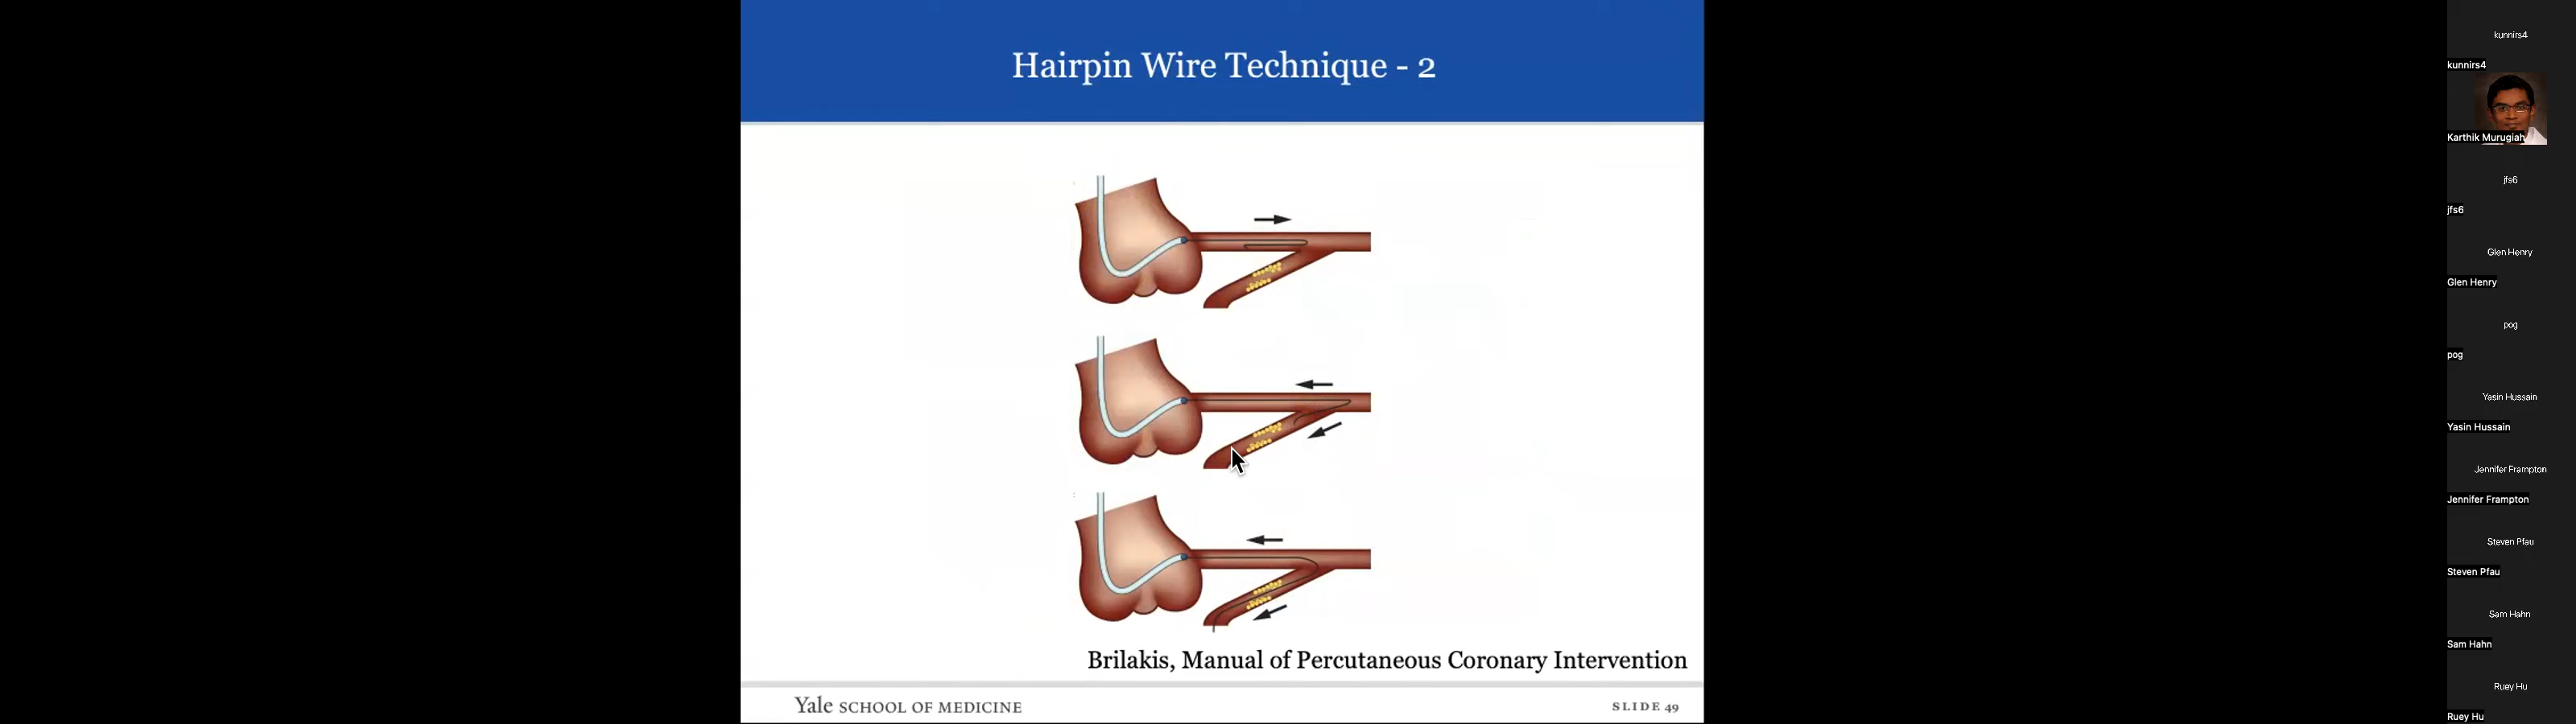 Hairpin Wire Technique - 2
Brilakis, Manual of Percutaneous Coronary Intervention
Yale SCHOOL OF MEDICINE
SLIDE 49
kunnirs4
kunnirs4
Karthik Murugiah
jfs6
jfs6
Glen Henry
Glen Henry
pog
pog
Yasin Hussain
Yasin Hussain
Jennifer Frampton
Jennifer Frampton
Steven Pfau
Steven Pfau
Sam Hahn
Sam Hahn
Ruey Hu
Ruey Hu